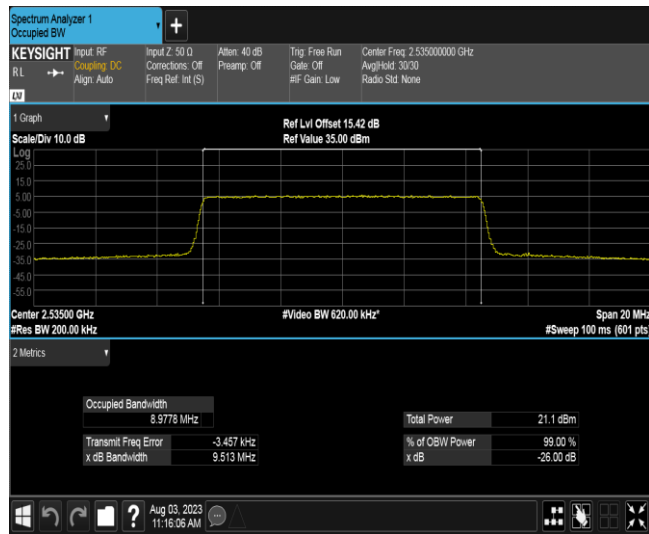 Spectrum Analyzer 1
Occupied BW
+
KEYSIGHT Input: RF Input Z: 50 Ω Atten: 40 dB Trig: Free Run Center Freq: 2.535000000 GHz
RL Coupling: DC Corrections: Off Preamp: Off Gate: Off Avg|Hold: 30/30
Align: Auto Freq Ref: Int (S) #IF Gain: Low Radio Std: None
LXI
1 Graph
Ref Lvl Offset 15.42 dB
Scale/Div 10.0 dB Ref Value 35.00 dBm
Log
25.0
15.0
5.00
-5.00
-15.0
-25.0
-35.0
-45.0
-55.0
Center 2.53500 GHz #Video BW 620.00 kHz* Span 20 MHz
#Res BW 200.00 kHz #Sweep 100 ms (601 pts)
2 Metrics
Occupied Bandwidth
8.9778 MHz Total Power 21.1 dBm
Transmit Freq Error -3.457 kHz % of OBW Power 99.00 %
x dB Bandwidth 9.513 MHz x dB -26.00 dB
? Aug 03, 2023
11:16:06 AM